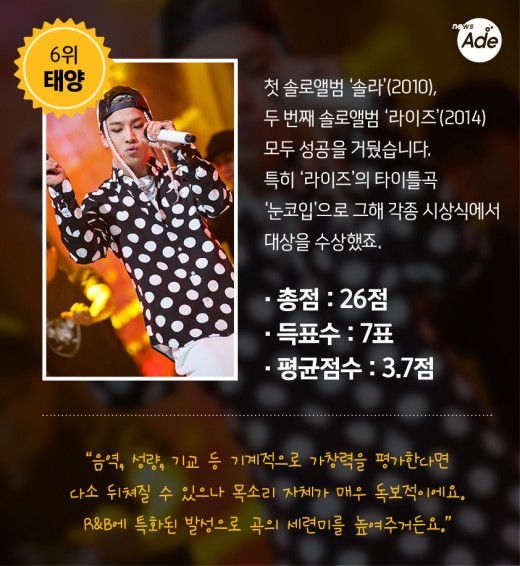 news
Ade
6위
태양
첫 솔로앨범 '솔라'(2010),
두 번째 솔로앨범 '라이즈'(2014)
모두 성공을 거뒀습니다.
특히 '라이즈'의 타이틀곡
'눈코입'으로 그해 각종 시상식에서
대상을 수상했죠.
· 총점 : 26점
· 득표수 : 7표
· 평균점수 : 3.7점
"음역, 성량, 기교 등 기계적으로 가창력을 평가한다면
다소 뒤쳐질 수 있으나 목소리 자체가 매우 독보적이에요.
R&B에 특화된 발성으로 곡의 세련미를 높여주거든요."